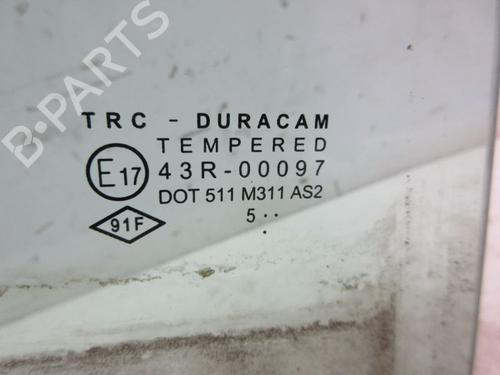 B-PARTS
TRC - DURACAM
TEMPERED
E17 43R-00097
DOT 511 M311 AS2
91F 5..
.